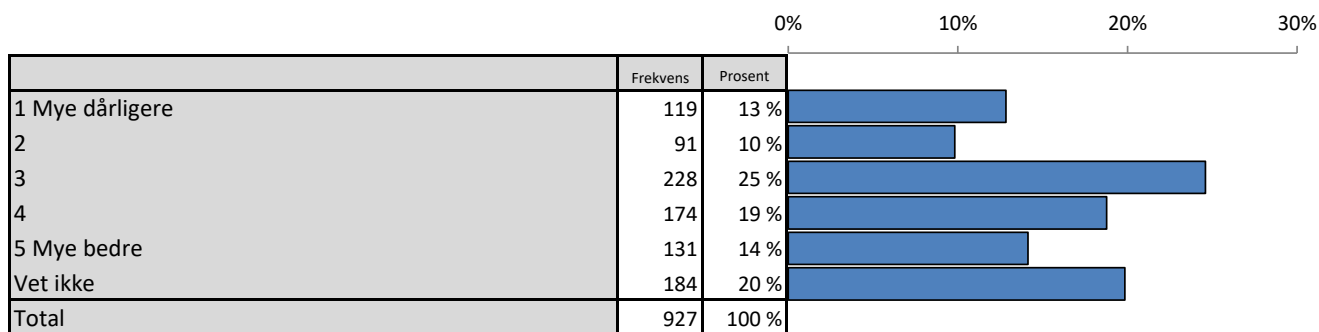 0% 10% 20% 30%
Frekvens Prosent
1 Mye dårligere 119 13 %
2 91 10 %
3 228 25 %
4 174 19 %
5 Mye bedre 131 14 %
Vet ikke 184 20 %
Total 927 100 %